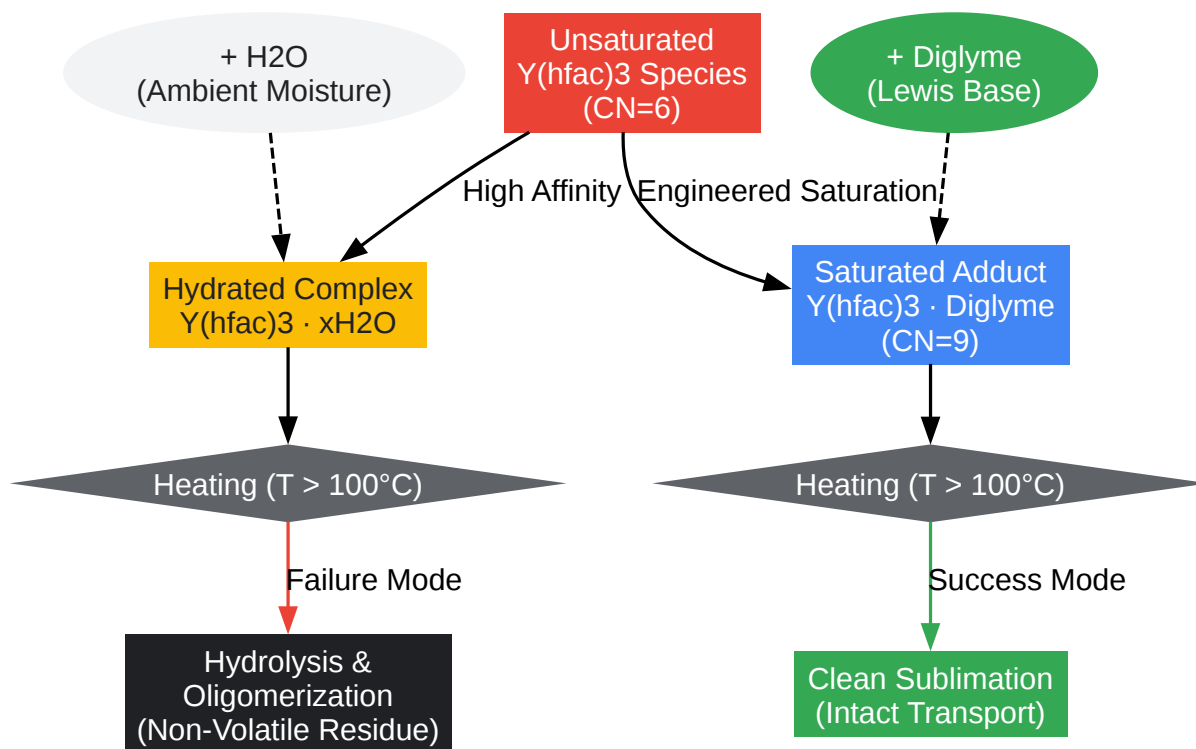 + H2O
(Ambient Moisture)
Unsaturated
Y(hfac)3 Species
(CN=6)
+ Diglyme
(Lewis Base)
High Affinity
Engineered Saturation
Hydrated Complex
Y(hfac)3 · xH2O
Saturated Adduct
Y(hfac)3 · Diglyme
(CN=9)
Heating (T > 100°C)
Heating (T > 100°C)
Failure Mode
Success Mode
Hydrolysis &
Oligomerization
(Non-Volatile Residue)
Clean Sublimation
(Intact Transport)